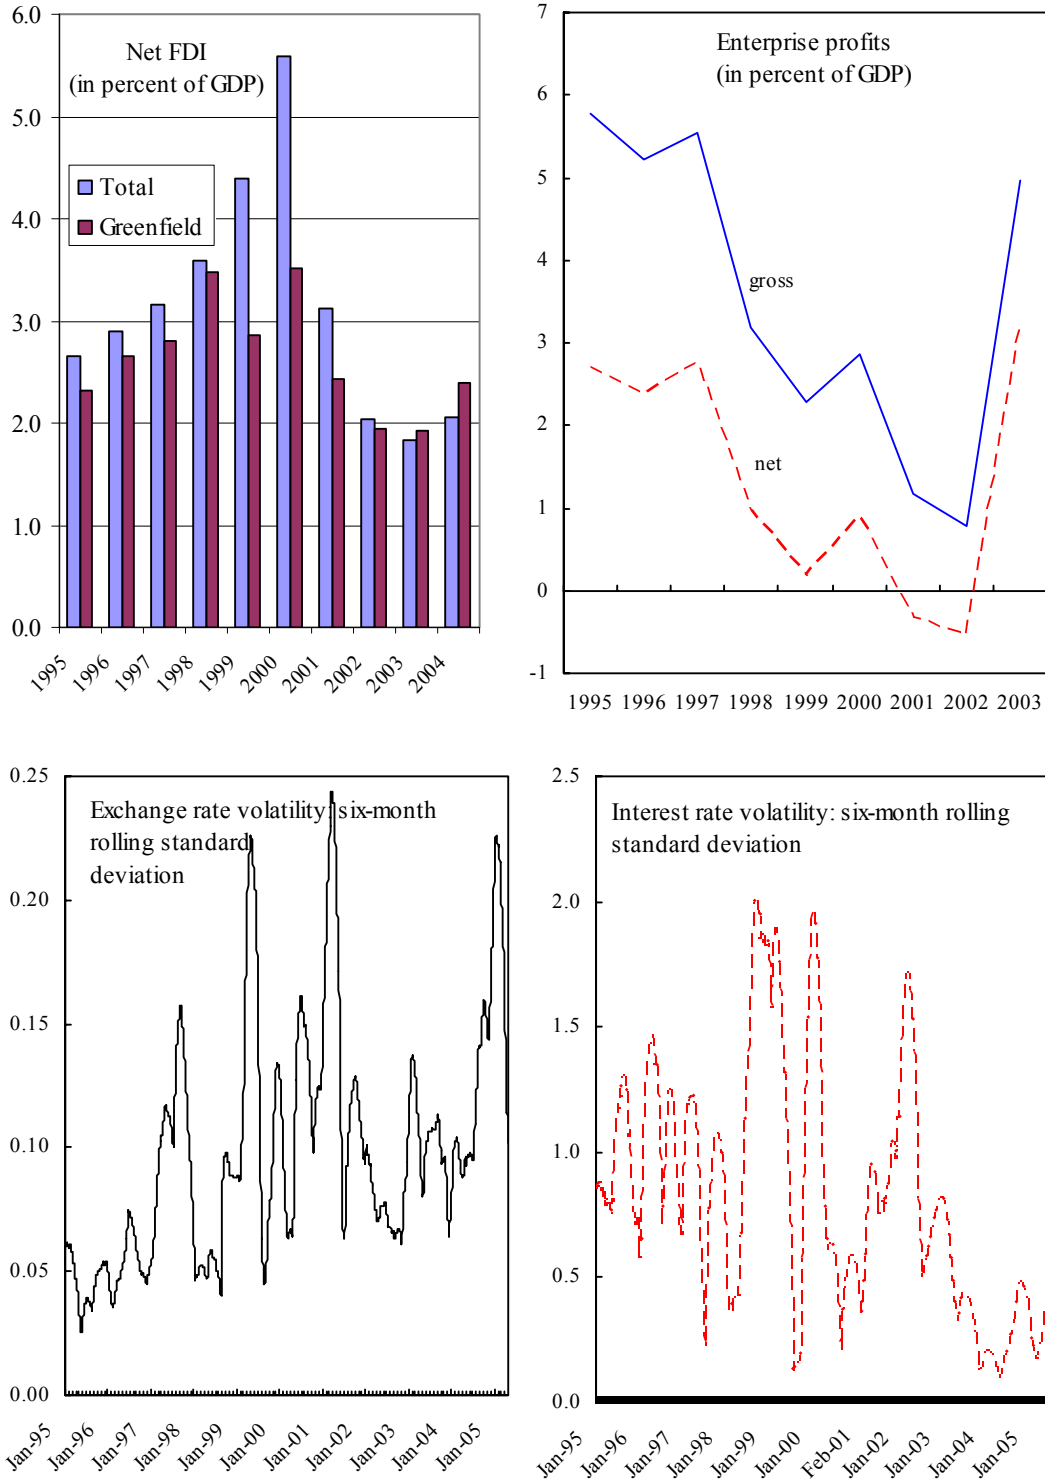 Net FDI
(in percent of GDP)
6.0
5.0
4.0
3.0
2.0
1.0
0.0
Total
Greenfield
1995
1996
1997
1998
1999
2000
2001
2002
2003
2004
Enterprise profits
(in percent of GDP)
7
6
5
4
3
2
1
0
-1
gross
net
1995 1996 1997 1998 1999 2000 2001 2002 2003
Exchange rate volatility: six-month
rolling standard
deviation
0.25
0.20
0.15
0.10
0.05
0.00
Jan-95
Jan-96
Jan-97
Jan-98
Jan-99
Jan-00
Jan-01
Jan-02
Jan-03
Jan-04
Jan-05
Interest rate volatility: six-month rolling
standard deviation
2.5
2.0
1.5
1.0
0.5
0.0
Jan-95
Jan-96
Jan-97
Jan-98
Jan-99
Jan-00
Feb-01
Jan-02
Jan-03
Jan-04
Jan-05